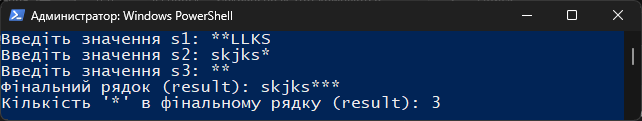 Администратор: Windows PowerShell
Введіть значення s1: **LLKS
Введіть значення s2: skjks*
Введіть значення s3: **
Фінальний рядок (result): skjks***
Кількість '*' в фінальному рядку (result): 3